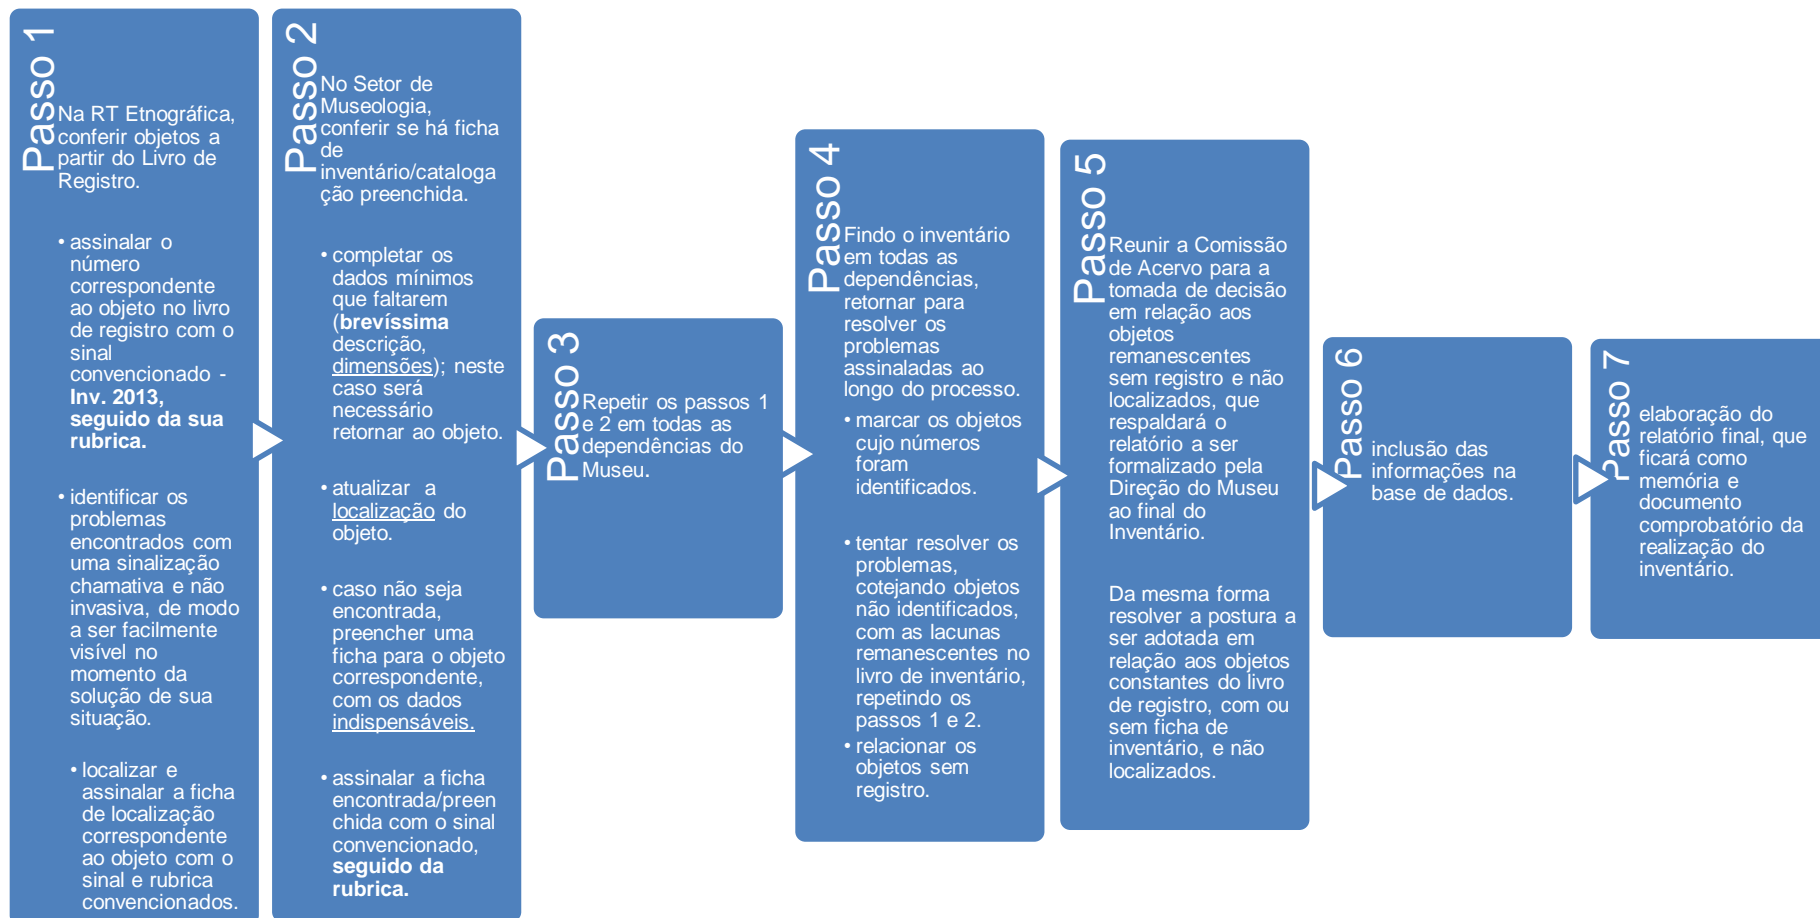 Passo 1
Na RT Etnográfica,
conferir objetos a
partir do Livro de
Registro.
• assinalar o
número
correspondente
ao objeto no livro
de registro com o
sinal
convencionado -
Inv. 2013,
seguido da sua
rubrica.
• identificar os
problemas
encontrados com
uma sinalização
chamativa e não
invasiva, de modo
a ser facilmente
visível no
momento da
solução de sua
situação.
• localizar e
assinalar a ficha
de localização
correspondente
ao objeto com o
sinal e rubrica
convencionados.
Passo 2
No Setor de
Museologia,
conferir se há ficha
de
inventário/cataloga
ção preenchida.
• completar os
dados mínimos
que faltarem
(brevíssima
descrição,
dimensões); neste
caso será
necessário
retornar ao objeto.
• atualizar a
localização do
objeto.
• caso não seja
encontrada,
preencher uma
ficha para o objeto
correspondente,
com os dados
indispensáveis.
• assinalar a ficha
encontrada/preen
chida com o sinal
convencionado,
seguido da
rubrica.
Passo 3
Repetir os passos 1
e 2 em todas as
dependências do
Museu.
Passo 4
Findo o inventário
em todas as
dependências,
retornar para
resolver os
problemas
assinaladas ao
longo do processo.
• marcar os objetos
cujo números
foram
identificados.
• tentar resolver os
problemas,
cotejando objetos
não identificados,
com as lacunas
remanescentes no
livro de inventário,
repetindo os
passos 1 e 2.
• relacionar os
objetos sem
registro.
Passo 5
Reunir a Comissão
de Acervo para a
tomada de decisão
em relação aos
objetos
remanescentes
sem registro e não
localizados, que
respaldará o
relatório a ser
formalizado pela
Direção do Museu
ao final do
Inventário.
Da mesma forma
resolver a postura a
ser adotada em
relação aos objetos
constantes do livro
de registro, com ou
sem ficha de
inventário, e não
localizados.
Passo 6
inclusão das
informações na
base de dados.
Passo 7
elaboração do
relatório final, que
ficará como
memória e
documento
comprobatório da
realização do
inventário.